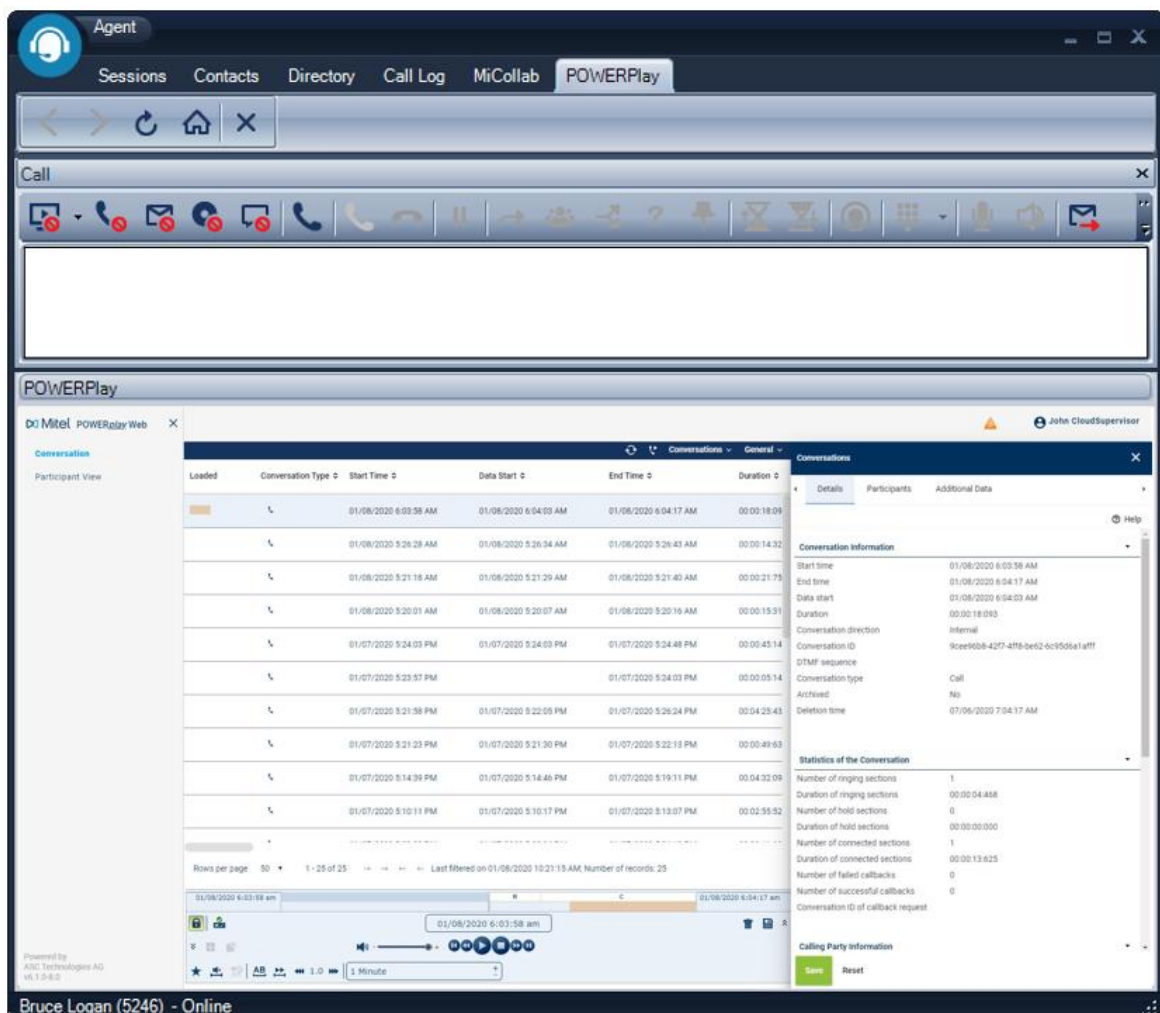 Agent
Sessions Contacts Directory Call Log MiCollab POWERPlay
Call
POWERPlay
Mitel POWERplay Web
John CloudSupervisor
Conversation
Participant View
Conversations General
Loaded Conversation Type Start Time Data Start End Time Duration
01/08/2020 6:03:58 AM 01/08/2020 6:04:03 AM 01/08/2020 6:04:17 AM 00:00:18:09
01/08/2020 5:26:28 AM 01/08/2020 5:26:34 AM 01/08/2020 5:26:43 AM 00:00:14:32
01/08/2020 5:21:18 AM 01/08/2020 5:21:29 AM 01/08/2020 5:21:40 AM 00:00:21:75
01/08/2020 5:20:01 AM 01/08/2020 5:20:07 AM 01/08/2020 5:20:16 AM 00:00:15:31
01/07/2020 5:24:03 PM 01/07/2020 5:24:03 PM 01/07/2020 5:24:48 PM 00:00:45:14
01/07/2020 5:23:57 PM 01/07/2020 5:24:03 PM 00:00:05:14
01/07/2020 5:21:58 PM 01/07/2020 5:22:05 PM 01/07/2020 5:26:24 PM 00:04:25:43
01/07/2020 5:21:23 PM 01/07/2020 5:21:30 PM 01/07/2020 5:22:13 PM 00:00:49:63
01/07/2020 5:14:39 PM 01/07/2020 5:14:46 PM 01/07/2020 5:19:11 PM 00:04:32:09
01/07/2020 5:10:11 PM 01/07/2020 5:10:17 PM 01/07/2020 5:13:07 PM 00:02:55:52
Rows per page 50 1 - 25 of 25 Last filtered on 01/08/2020 10:21:15 AM; Number of records: 25
01/08/2020 6:03:58 am R C 01/08/2020 6:04:17 am
01/08/2020 6:03:58 am
AB 1.0 1 Minute
Powered by
ASC Technologies AG
v6.1.0-8.0
Conversations
Details Participants Additional Data
Help
Conversation Information
Start time 01/08/2020 6:03:58 AM
End time 01/08/2020 6:04:17 AM
Data start 01/08/2020 6:04:03 AM
Duration 00:00:18:093
Conversation direction Internal
Conversation ID 9cee96b8-42f7-4ff8-be62-6c95d6a1afff
DTMF sequence
Conversation type Call
Archived No
Deletion time 07/06/2020 7:04:17 AM
Statistics of the Conversation
Number of ringing sections 1
Duration of ringing sections 00:00:04:468
Number of hold sections 0
Duration of hold sections 00:00:00:000
Number of connected sections 1
Duration of connected sections 00:00:13:625
Number of failed callbacks 0
Number of successful callbacks 0
Conversation ID of callback request
Calling Party Information
Save Reset
Bruce Logan (5246) - Online